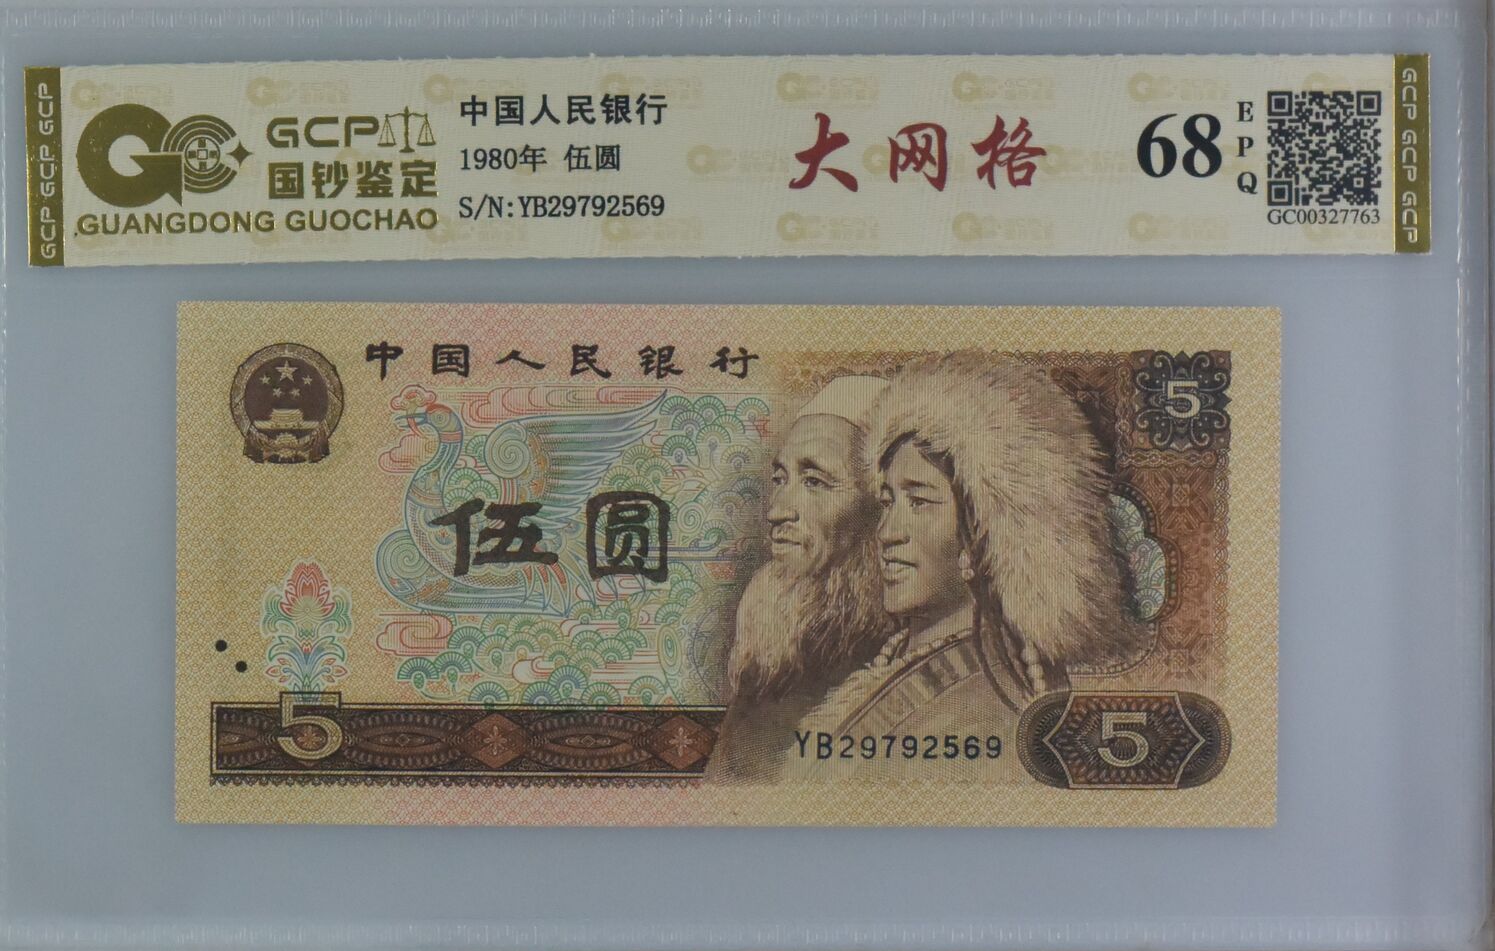 GCP GCP GCP
GCP
国钞鉴定
GUANGDONG GUOCHAO
中国人民银行
1980年 伍圆
S/N:YB29792569
大网格
68
E
P
Q
GC00327763
GCP GCP GCP
中国人民银行
5
伍圆
5
YB29792569
5